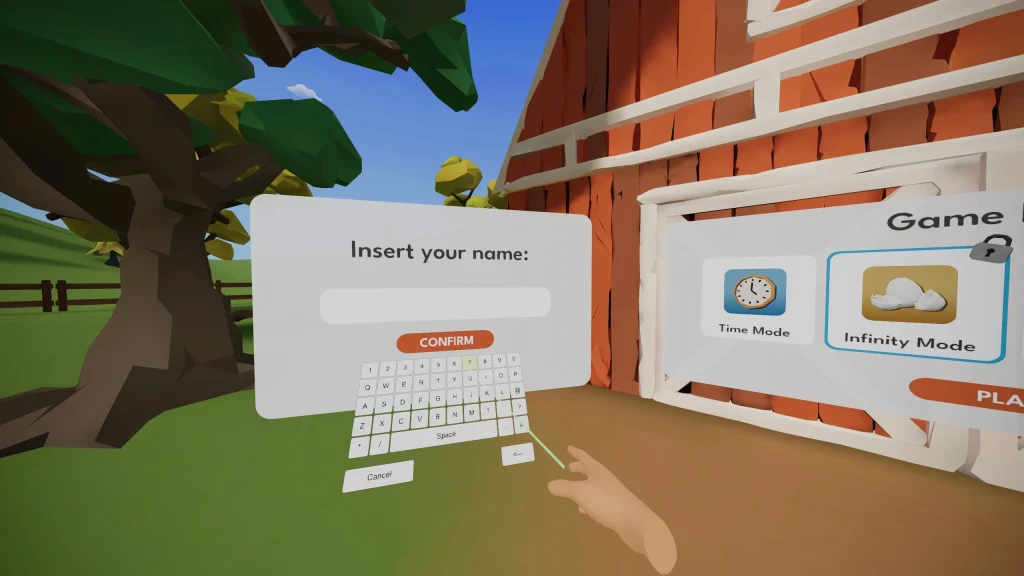 Insert your name:
CONFIRM
1 2 3 4 5 6 7 8 9 0
Q W E R T Y U I O P
A S D F G H J K L @
Z X C V B N M ! ?
/ Space
Cancel
<--
Game
Time Mode
Infinity Mode
PLA